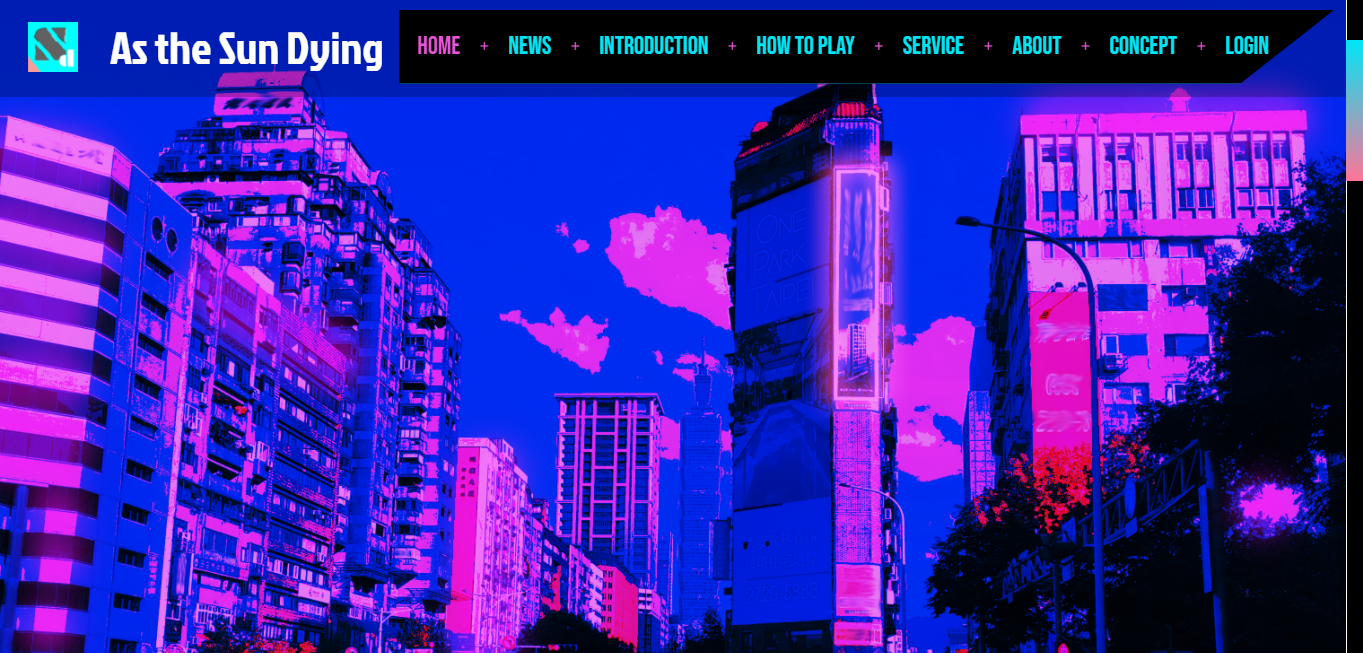 As the Sun Dying
HOME + NEWS + INTRODUCTION + HOW TO PLAY + SERVICE + ABOUT + CONCEPT + LOGIN
ONE
PARK
TAIPEI